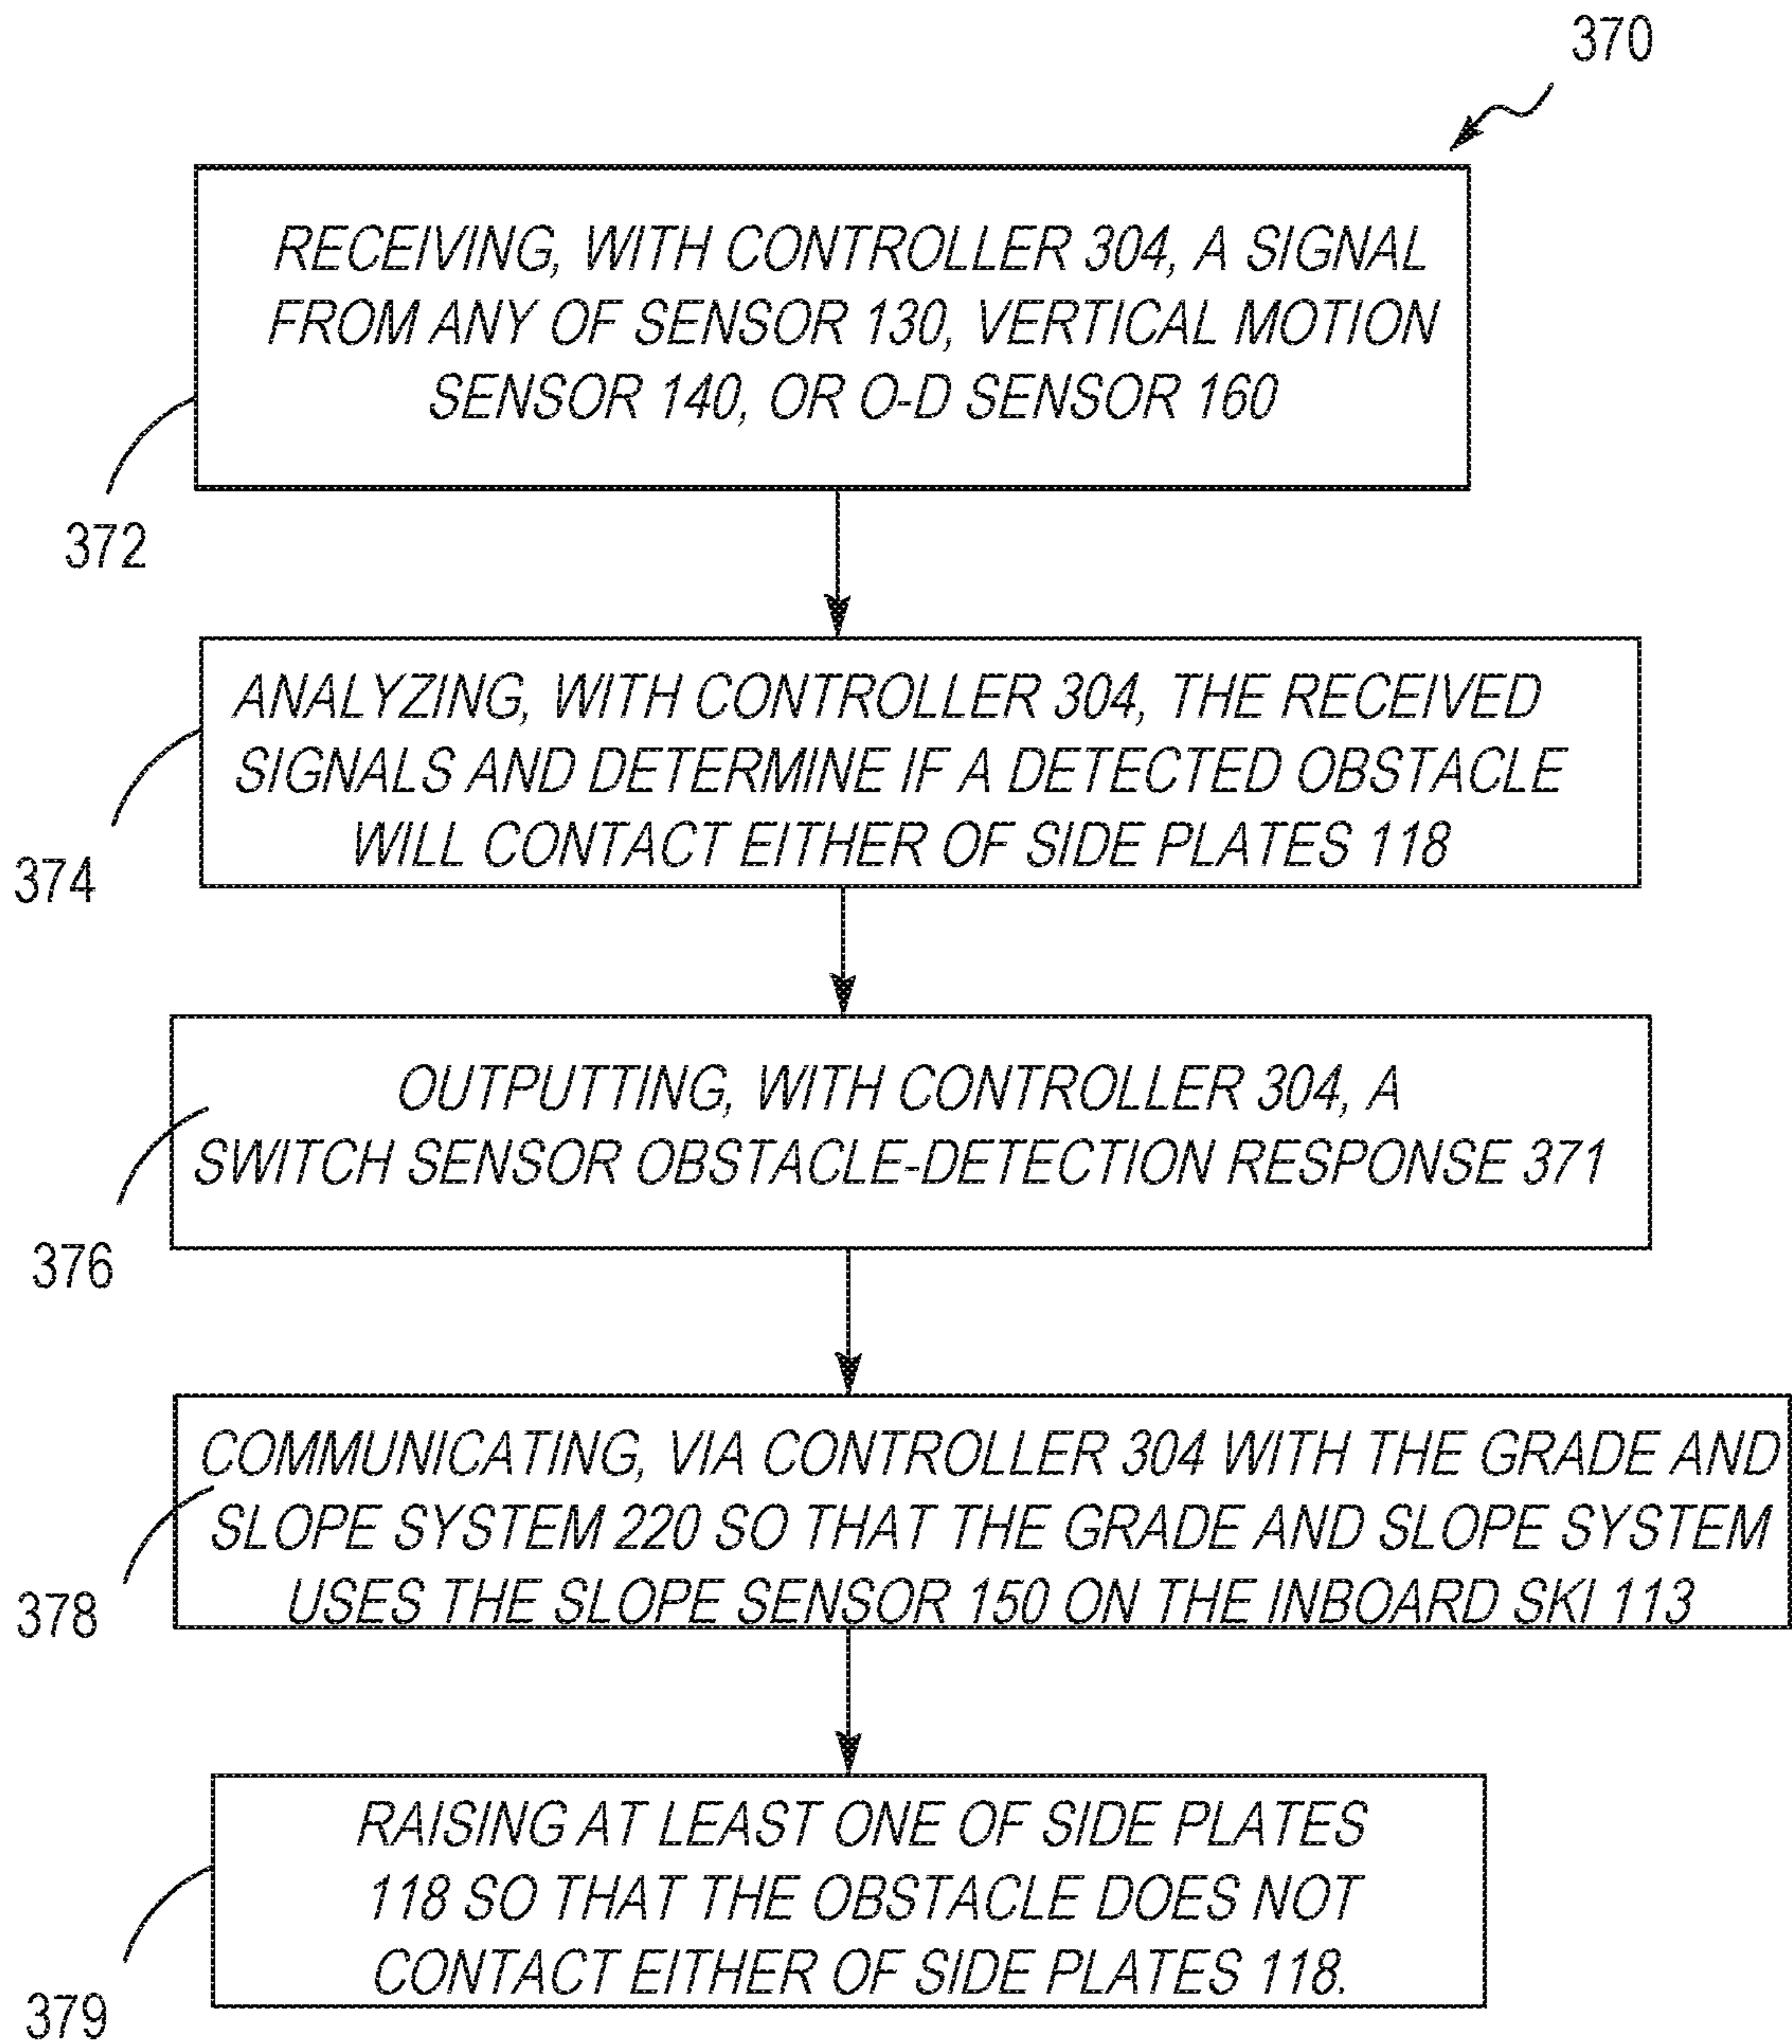 370
RECEIVING, WITH CONTROLLER 304, A SIGNAL
FROM ANY OF SENSOR 130, VERTICAL MOTION
SENSOR 140, OR O-D SENSOR 160
372
ANALYZING, WITH CONTROLLER 304, THE RECEIVED
SIGNALS AND DETERMINE IF A DETECTED OBSTACLE
WILL CONTACT EITHER OF SIDE PLATES 118
374
OUTPUTTING, WITH CONTROLLER 304, A
SWITCH SENSOR OBSTACLE-DETECTION RESPONSE 371
376
COMMUNICATING, VIA CONTROLLER 304 WITH THE GRADE AND
SLOPE SYSTEM 220 SO THAT THE GRADE AND SLOPE SYSTEM
USES THE SLOPE SENSOR 150 ON THE INBOARD SKI 113
378
RAISING AT LEAST ONE OF SIDE PLATES
118 SO THAT THE OBSTACLE DOES NOT
CONTACT EITHER OF SIDE PLATES 118.
379